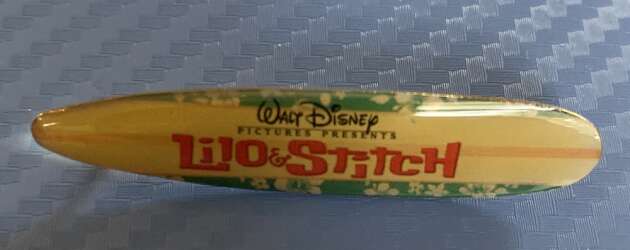 WALT DISNEY
PICTURES PRESENTS
LILO & STITCH